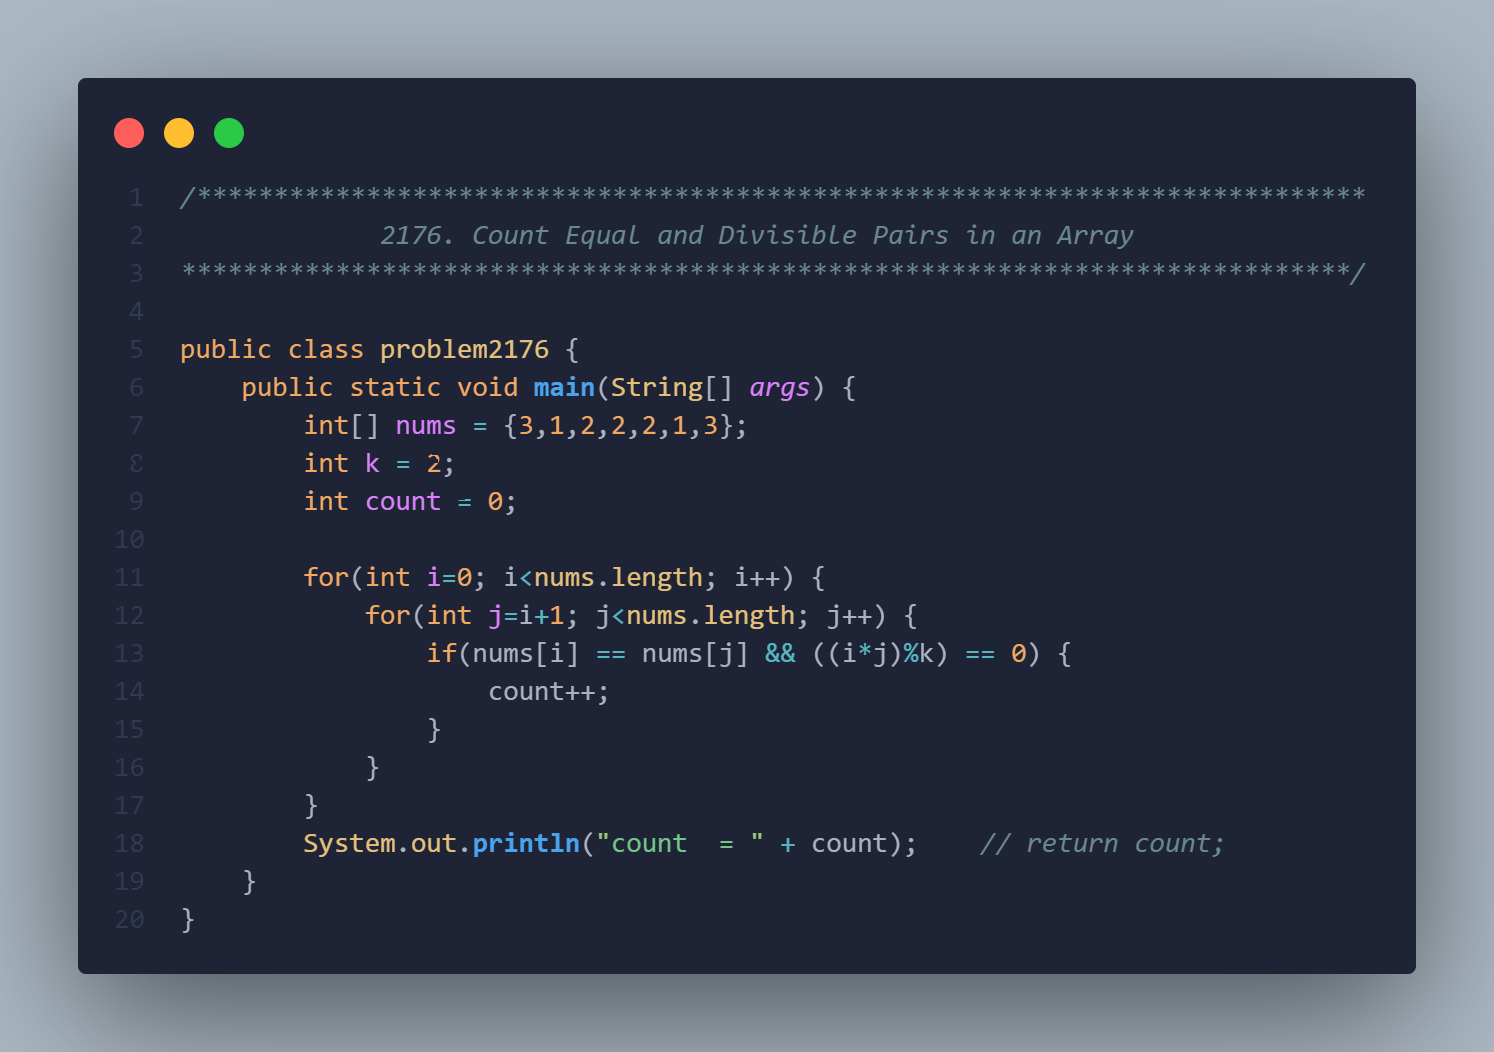 1 /****************************************************************************
2 2176. Count Equal and Divisible Pairs in an Array
3 ****************************************************************************/
4
5 public class problem2176 {
6     public static void main(String[] args) {
7         int[] nums = {3,1,2,2,2,1,3};
8         int k = 2;
9         int count = 0;
10
11         for(int i=0; i<nums.length; i++) {
12             for(int j=i+1; j<nums.length; j++) {
13                 if(nums[i] == nums[j] && ((i*j)%k) == 0) {
14                     count++;
15                 }
16             }
17         }
18         System.out.println("count  = " + count);    // return count;
19     }
20 }